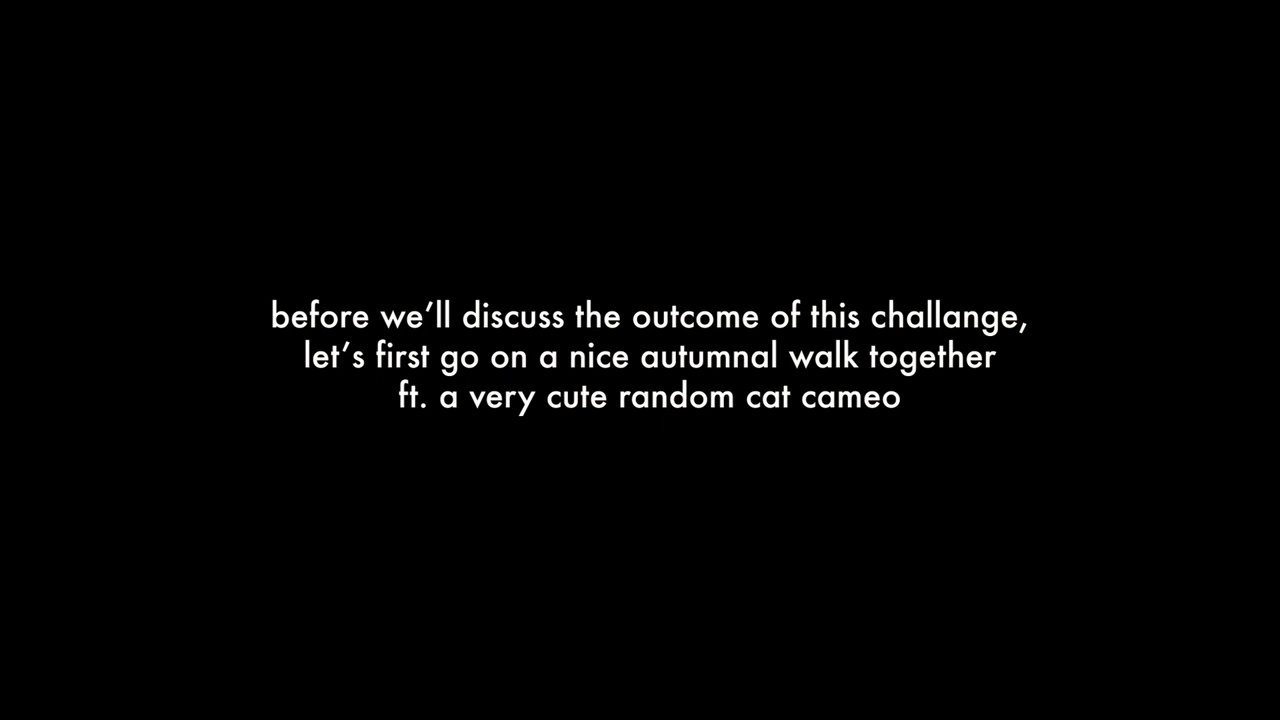 before we’ll discuss the outcome of this challange,
let’s first go on a nice autumnal walk together
ft. a very cute random cat cameo